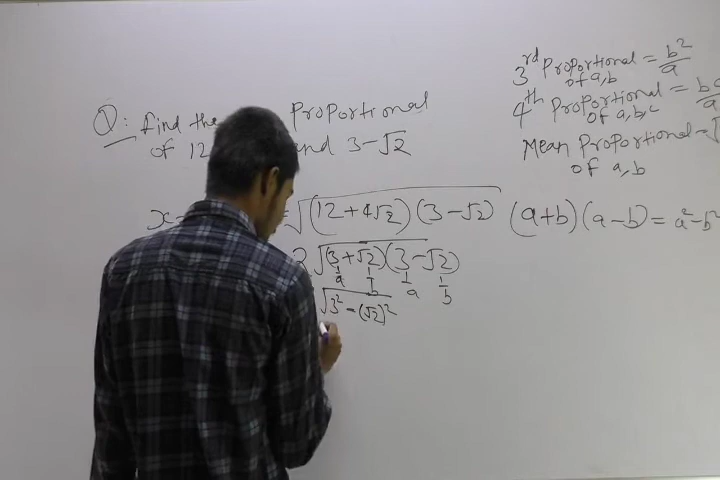 3rd Proportional = b²/a
of a,b
4th Proportional = bc/a
of a,b,c
Mean Proportional = √
of a,b
Q: Find the Proportional
of 12 and 3-√2
x = √(12+4√2)(3-√2) (a+b)(a-b) = a²-b²
2√(3+√2)(3-√2)
a b a b
√3²-(√2)²